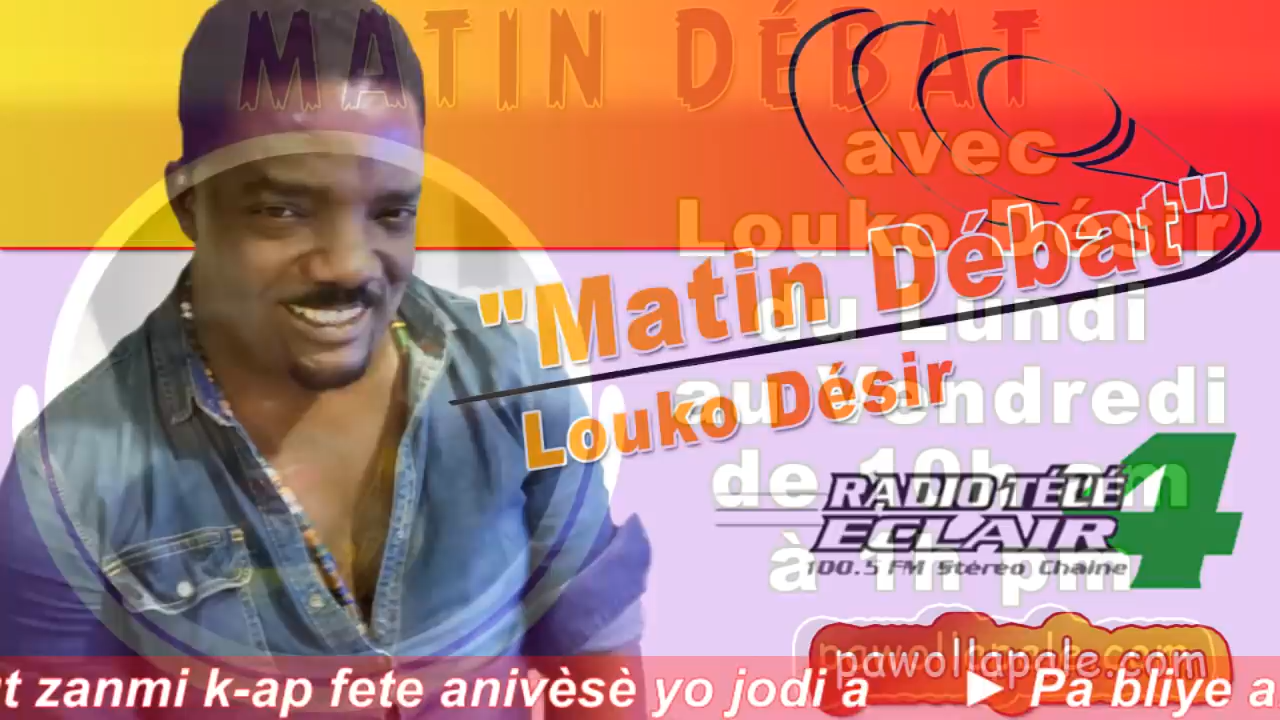 MATIN DÉBAT
avec
Louko Désir
du Lundi
au Vendredi
de 10h am
à 1h pm
"Matin Débat"
Louko Désir
RADIO TÉLÉ
ECLAIR
4
100.5 FM Stéreo Chaine
pawollapale.com
zanmi k-ap fete anivèsè yo jodi a ► Pa bliye